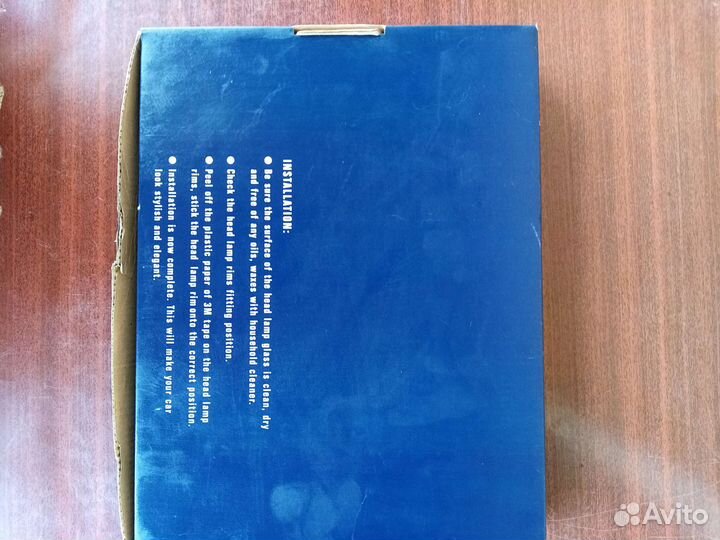 INSTALLATION:
● Be sure the surface of the head lamp glass is clean, dry
and free of any oils, waxes with household cleaner.
● Check the head lamp rims fitting position.
● Peel off the plastic paper of 3M tape on the head lamp
rims, stick the head lamp rim onto the correct position.
● Installation is now complete. This will make your car
look stylish and elegant.
Avito